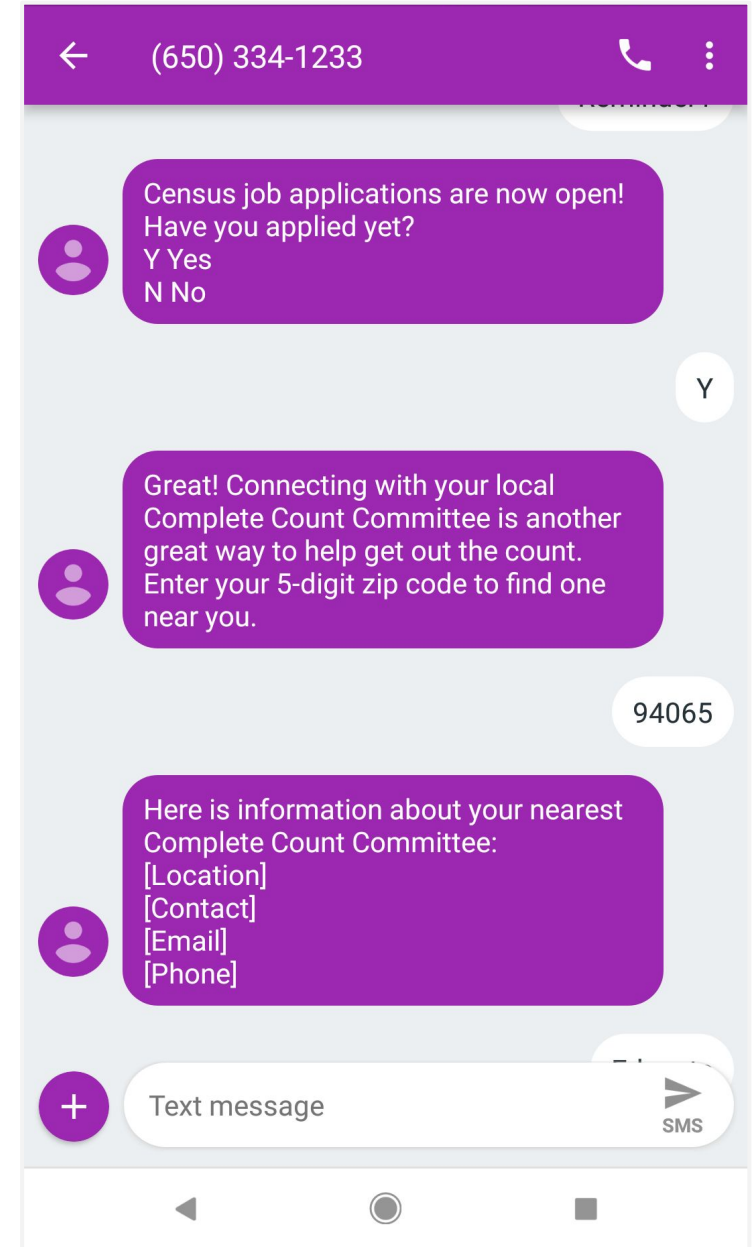 (650) 334-1233
Census job applications are now open!
Have you applied yet?
Y Yes
N No
Y
Great! Connecting with your local
Complete Count Committee is another
great way to help get out the count.
Enter your 5-digit zip code to find one
near you.
94065
Here is information about your nearest
Complete Count Committee:
[Location]
[Contact]
[Email]
[Phone]
Text message
SMS